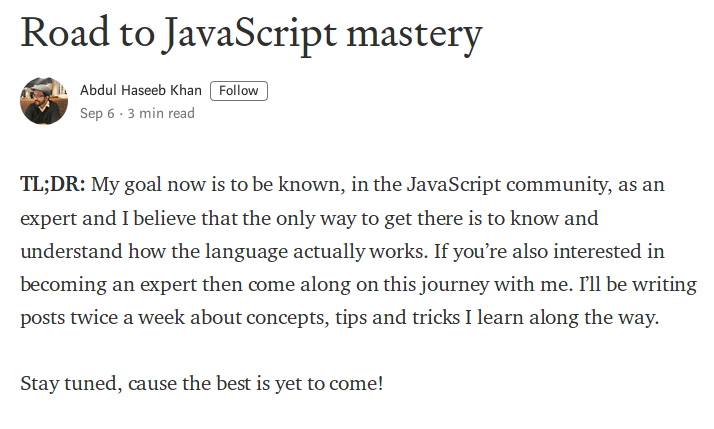 Road to JavaScript mastery
Abdul Haseeb Khan Follow
Sep 6 · 3 min read
TL;DR: My goal now is to be known, in the JavaScript community, as an
expert and I believe that the only way to get there is to know and
understand how the language actually works. If you’re also interested in
becoming an expert then come along on this journey with me. I’ll be writing
posts twice a week about concepts, tips and tricks I learn along the way.
Stay tuned, cause the best is yet to come!